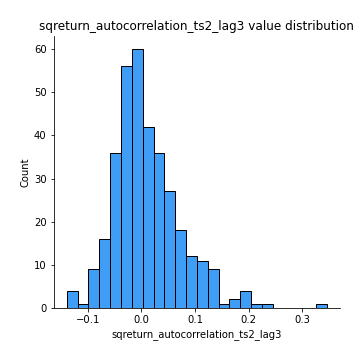 sqreturn_autocorrelation_ts2_lag3 value distribution
60
50
40
30
20
10
0
Count
−0.1 0.0 0.1 0.2 0.3
sqreturn_autocorrelation_ts2_lag3